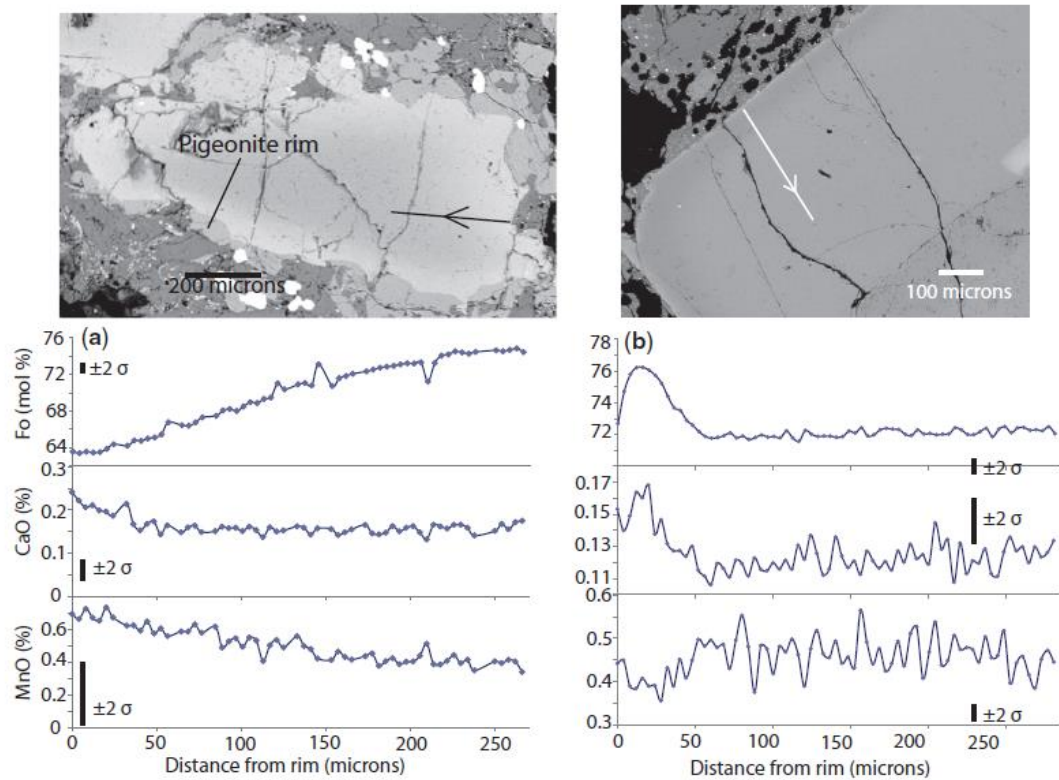 Pigeonite rim
200 microns
100 microns
(a)
Fo (mol %)
76
72
68
64
±2 σ
CaO (%)
0.3
0.2
0.1
0
±2 σ
MnO (%)
0.6
0.4
0.2
0
±2 σ
0 50 100 150 200 250
Distance from rim (microns)
(b)
76
74
72
±2 σ
0.17
0.15
0.13
0.11
±2 σ
0.6
0.5
0.4
0.3
±2 σ
0 50 100 150 200
Distance from rim (microns)